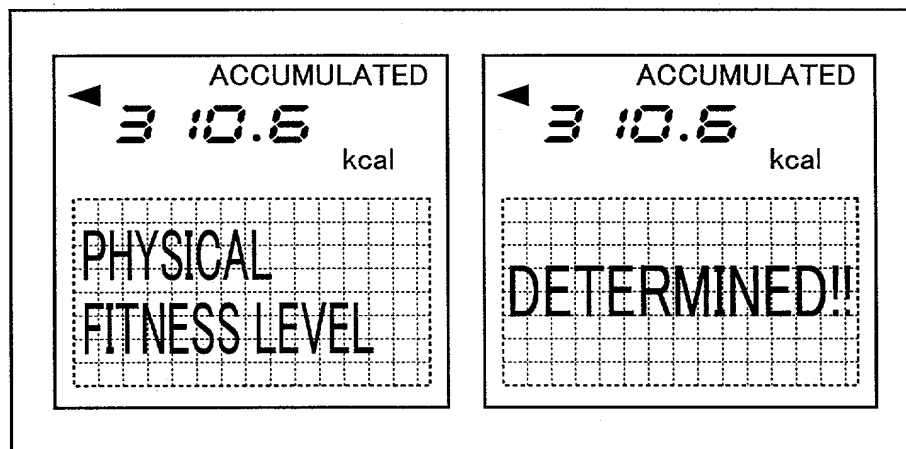 ACCUMULATED
310.6
kcal
PHYSICAL
FITNESS LEVEL
ACCUMULATED
310.6
kcal
DETERMINED!!